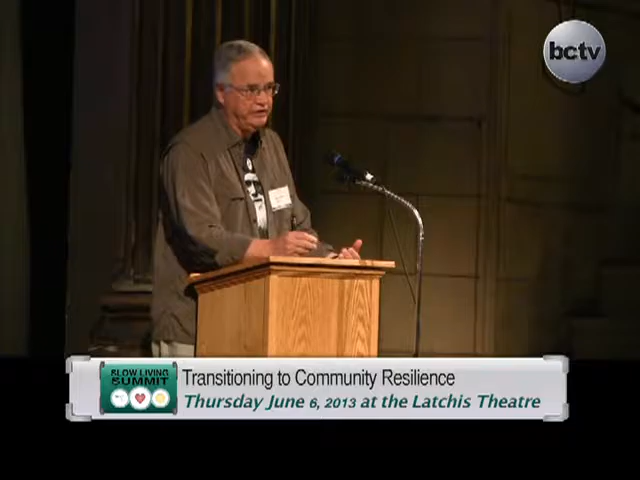 bctv
SLOW LIVING
SUMMIT
Transitioning to Community Resilience
Thursday June 6, 2013 at the Latchis Theatre